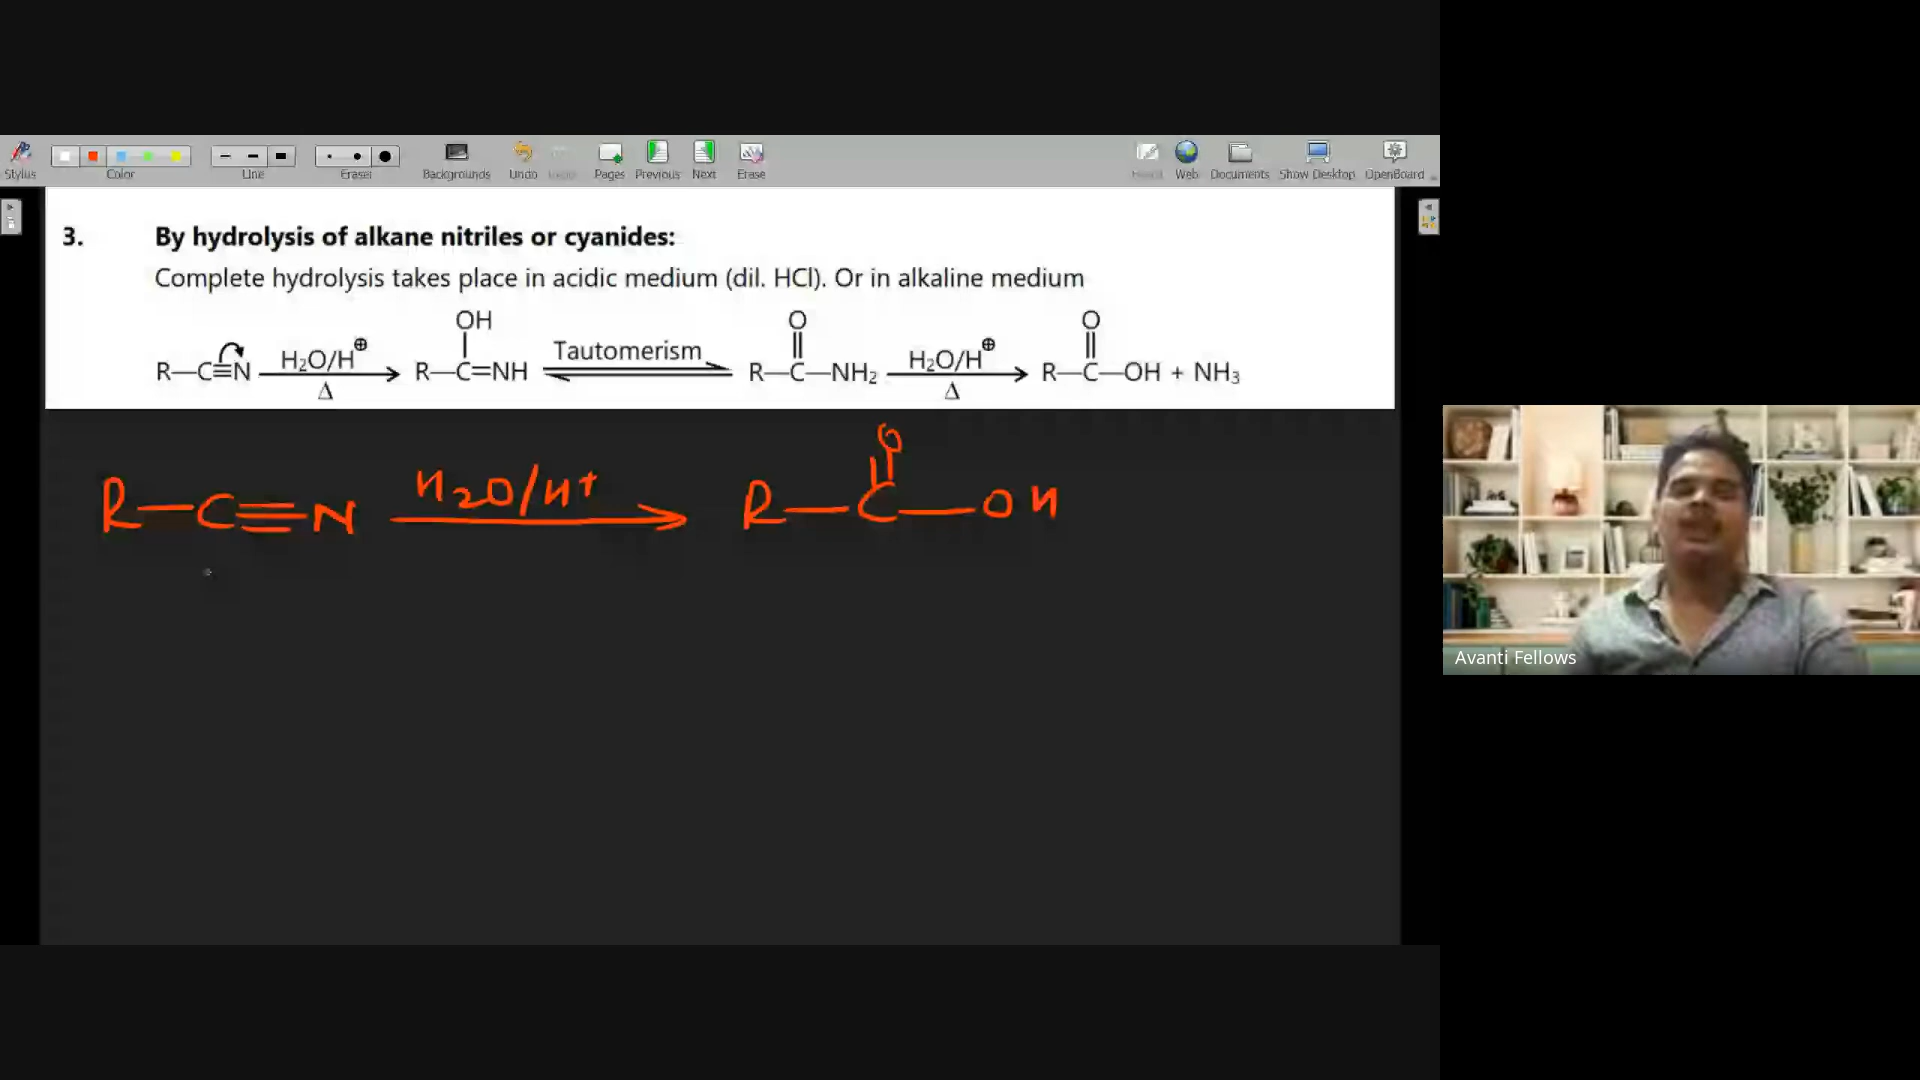 Stylus Color Line Eraser Backgrounds Undo Pages Previous Next Erase Board Web Documents Show Desktop OpenBoard
3. By hydrolysis of alkane nitriles or cyanides:
Complete hydrolysis takes place in acidic medium (dil. HCl). Or in alkaline medium
OH O O
R—C≡N H₂O/H⊕ Δ R—C=NH Tautomerism R—C—NH₂ H₂O/H⊕ Δ R—C—OH + NH₃
O
R—C≡N H₂O/H+ R—C—OH
Avanti Fellows